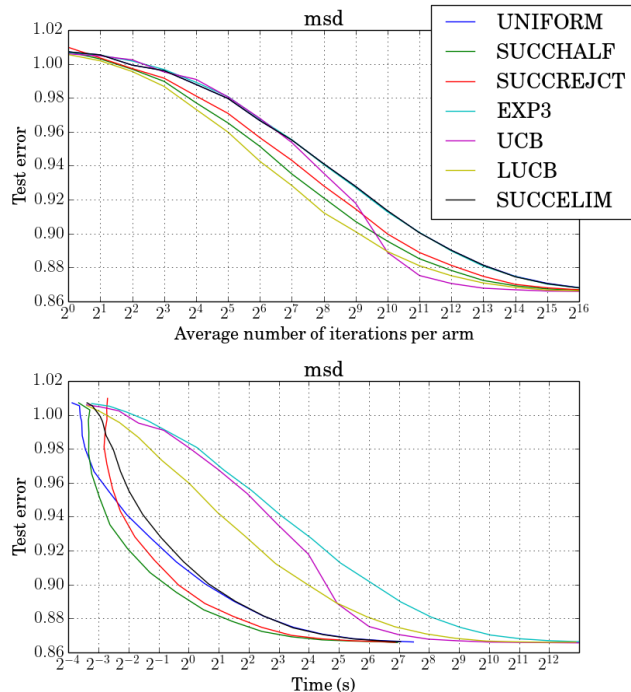 msd
1.02
1.00
0.98
0.96
0.94
0.92
0.90
0.88
0.86
Test error
2^0 2^1 2^2 2^3 2^4 2^5 2^6 2^7 2^8 2^9 2^10 2^11 2^12 2^13 2^14 2^15 2^16
Average number of iterations per arm
UNIFORM
SUCCHALF
SUCCREJCT
EXP3
UCB
LUCB
SUCCELIM
msd
1.02
1.00
0.98
0.96
0.94
0.92
0.90
0.88
0.86
Test error
2^-4 2^-3 2^-2 2^-1 2^0 2^1 2^2 2^3 2^4 2^5 2^6 2^7 2^8 2^9 2^10 2^11 2^12
Time (s)